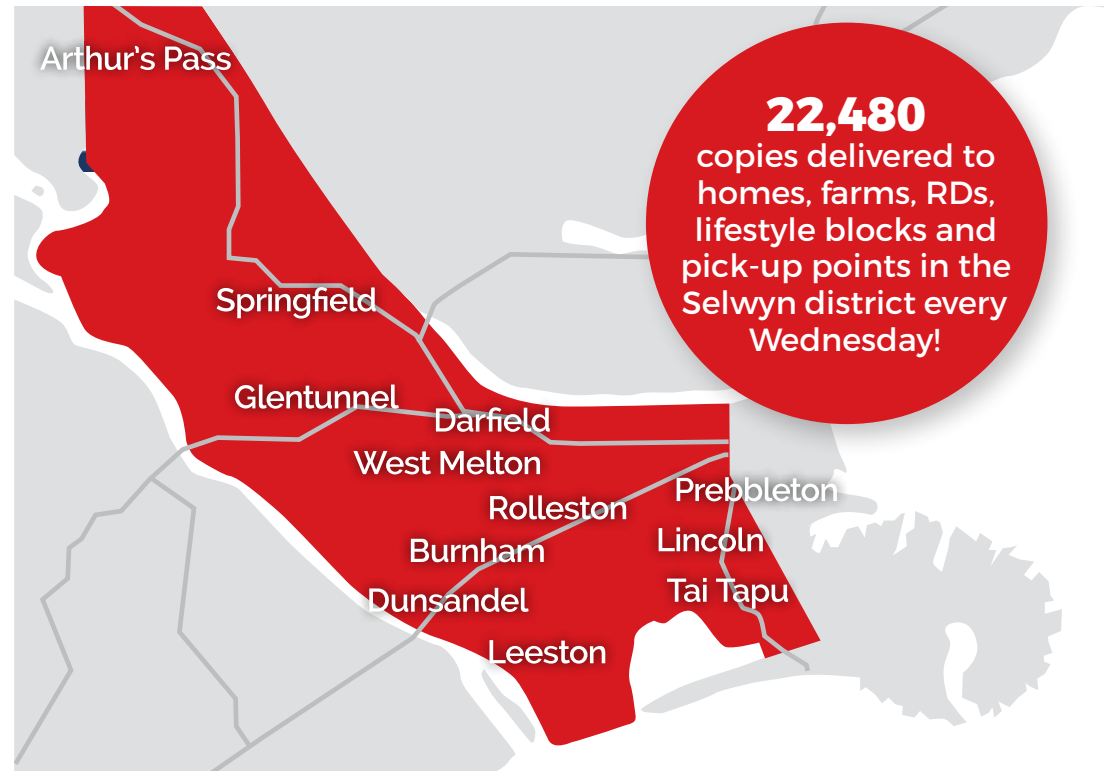 Arthur's Pass
22,480
copies delivered to
homes, farms, RDs,
lifestyle blocks and
pick-up points in the
Selwyn district every
Wednesday!
Springfield
Glentunnel
Darfield
West Melton
Prebbleton
Rolleston
Lincoln
Burnham
Tai Tapu
Dunsandel
Leeston